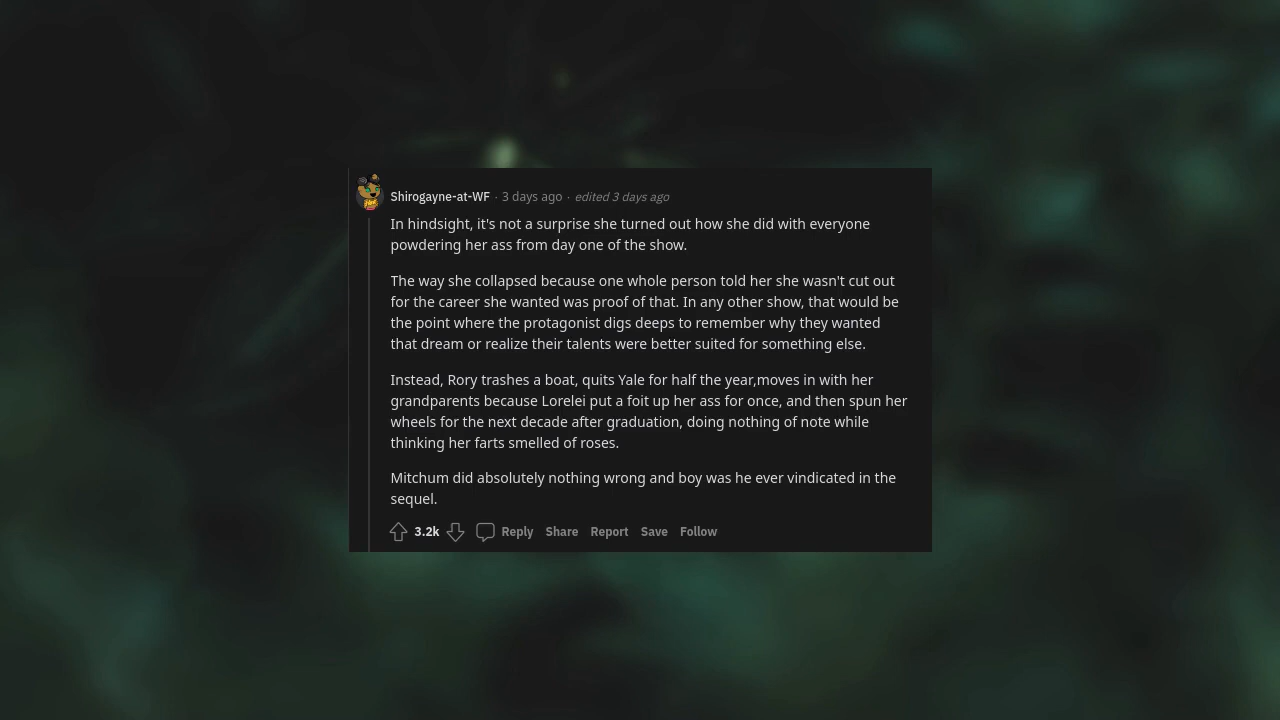 Shirogayne-at-WF · 3 days ago · edited 3 days ago
In hindsight, it's not a surprise she turned out how she did with everyone
powdering her ass from day one of the show.
The way she collapsed because one whole person told her she wasn't cut out
for the career she wanted was proof of that. In any other show, that would be
the point where the protagonist digs deeps to remember why they wanted
that dream or realize their talents were better suited for something else.
Instead, Rory trashes a boat, quits Yale for half the year,moves in with her
grandparents because Lorelei put a foit up her ass for once, and then spun her
wheels for the next decade after graduation, doing nothing of note while
thinking her farts smelled of roses.
Mitchum did absolutely nothing wrong and boy was he ever vindicated in the
sequel.
3.2k Reply Share Report Save Follow